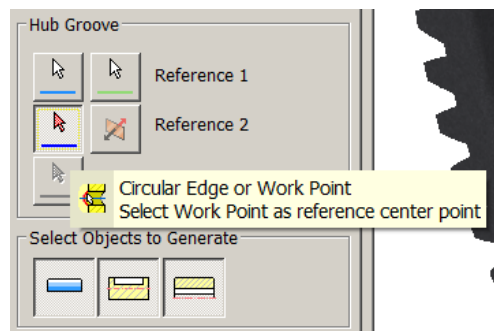 Hub Groove
Reference 1
Reference 2
Circular Edge or Work Point
Select Work Point as reference center point
Select Objects to Generate